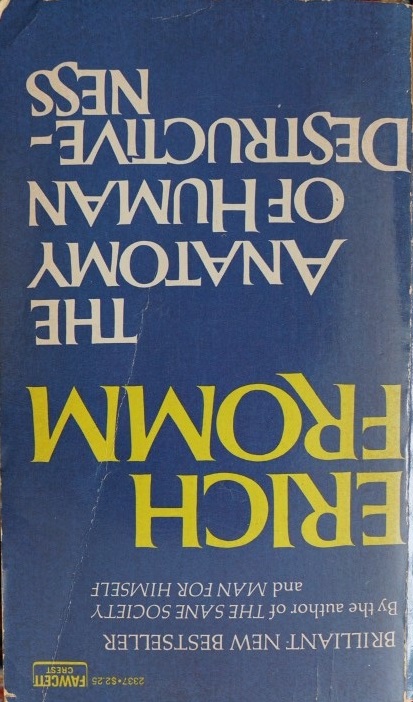 FAWCETT
CREST
2337•$2.25
BRILLIANT NEW BESTSELLER
By the author of THE SANE SOCIETY
and MAN FOR HIMSELF
ERICH
FROMM
THE
ANATOMY
OF HUMAN
DESTRUCTIVE-
NESS